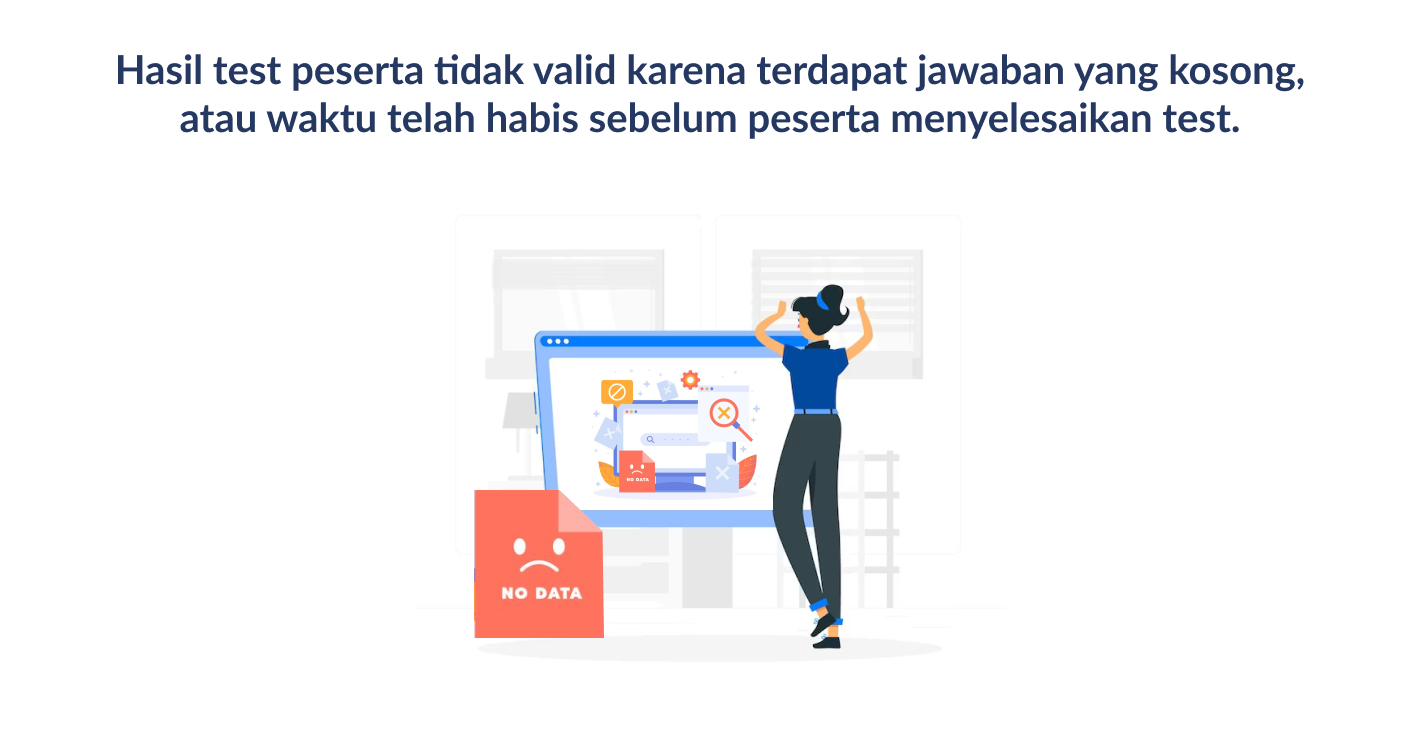 Hasil test peserta tidak valid karena terdapat jawaban yang kosong,
atau waktu telah habis sebelum peserta menyelesaikan test.
NO DATA
NO DATA